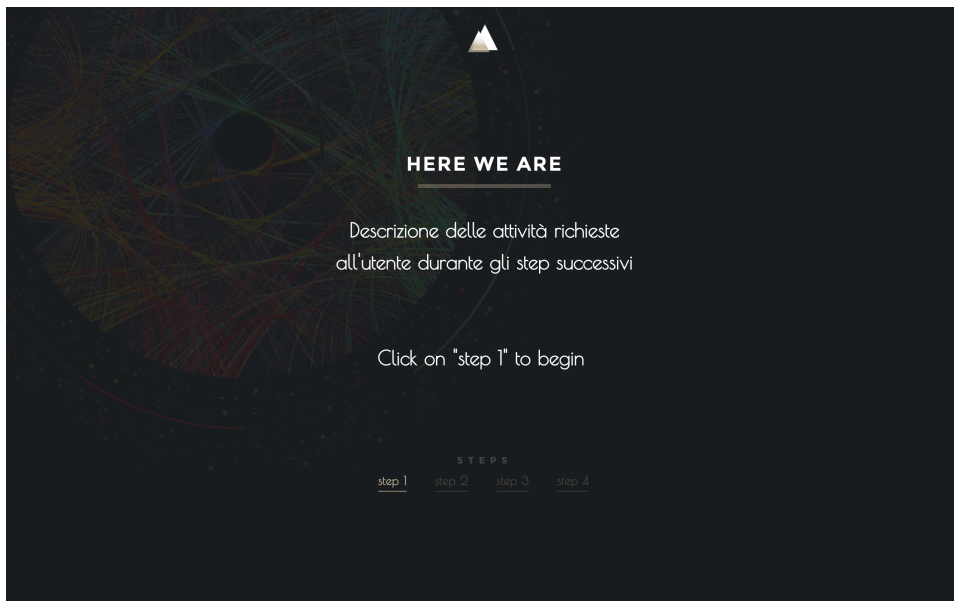 HERE WE ARE
Descrizione delle attività richieste
all'utente durante gli step successivi
Click on "step 1" to begin
STEPS
step 1 step 2 step 3 step 4